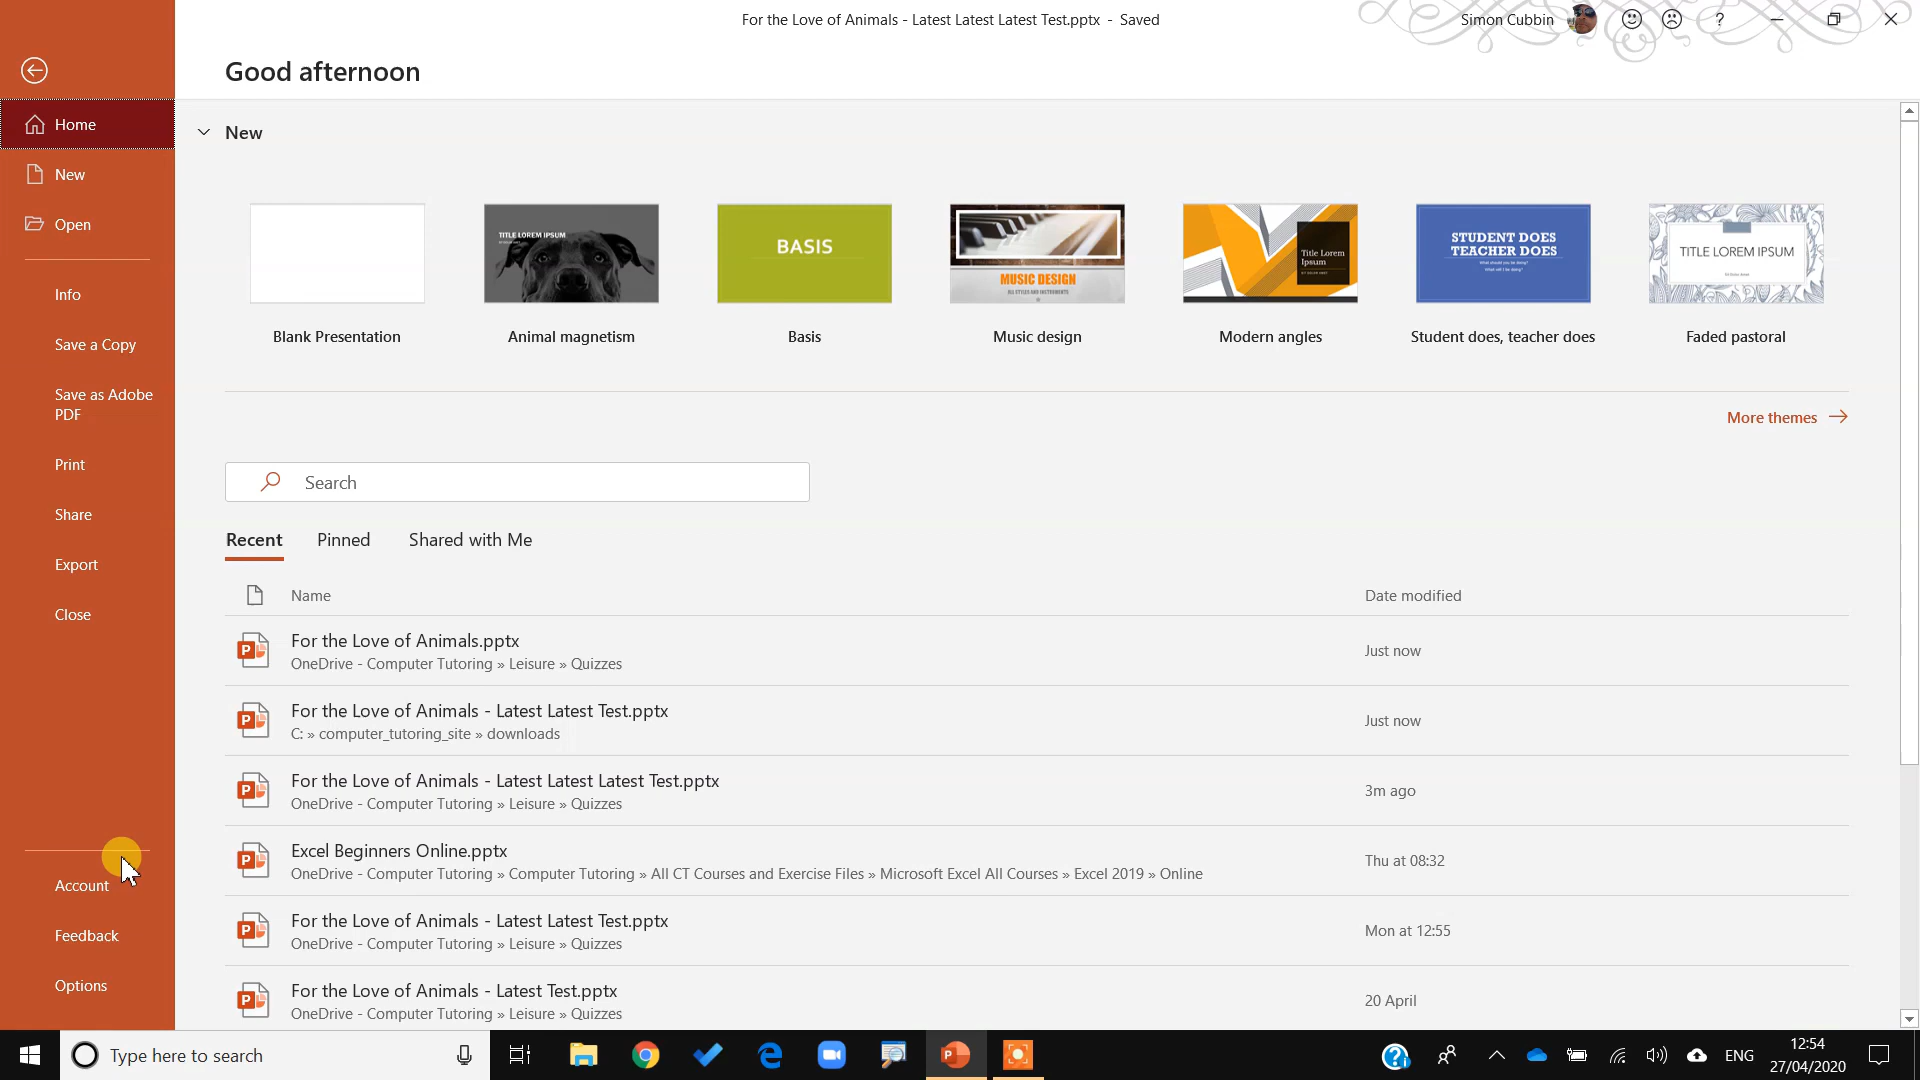 For the Love of Animals - Latest Latest Latest Test.pptx - Saved
Simon Cubbin
?
Good afternoon
Home
New
Open
Info
Save a Copy
Save as Adobe
PDF
Print
Share
Export
Close
Account
Feedback
Options
New
TITLE LOREM IPSUM
BASIS
MUSIC DESIGN
Title Lorem
Ipsum
STUDENT DOES
TEACHER DOES
What should you be doing?
What will I be doing?
TITLE LOREM IPSUM
Blank Presentation
Animal magnetism
Basis
Music design
Modern angles
Student does, teacher does
Faded pastoral
More themes
Search
Recent Pinned Shared with Me
Name Date modified
For the Love of Animals.pptx
OneDrive - Computer Tutoring » Leisure » Quizzes
Just now
For the Love of Animals - Latest Latest Test.pptx
C: » computer_tutoring_site » downloads
Just now
For the Love of Animals - Latest Latest Latest Test.pptx
OneDrive - Computer Tutoring » Leisure » Quizzes
3m ago
Excel Beginners Online.pptx
OneDrive - Computer Tutoring » Computer Tutoring » All CT Courses and Exercise Files » Microsoft Excel All Courses » Excel 2019 » Online
Thu at 08:32
For the Love of Animals - Latest Latest Test.pptx
OneDrive - Computer Tutoring » Leisure » Quizzes
Mon at 12:55
For the Love of Animals - Latest Test.pptx
OneDrive - Computer Tutoring » Leisure » Quizzes
20 April
Type here to search
ENG
12:54
27/04/2020